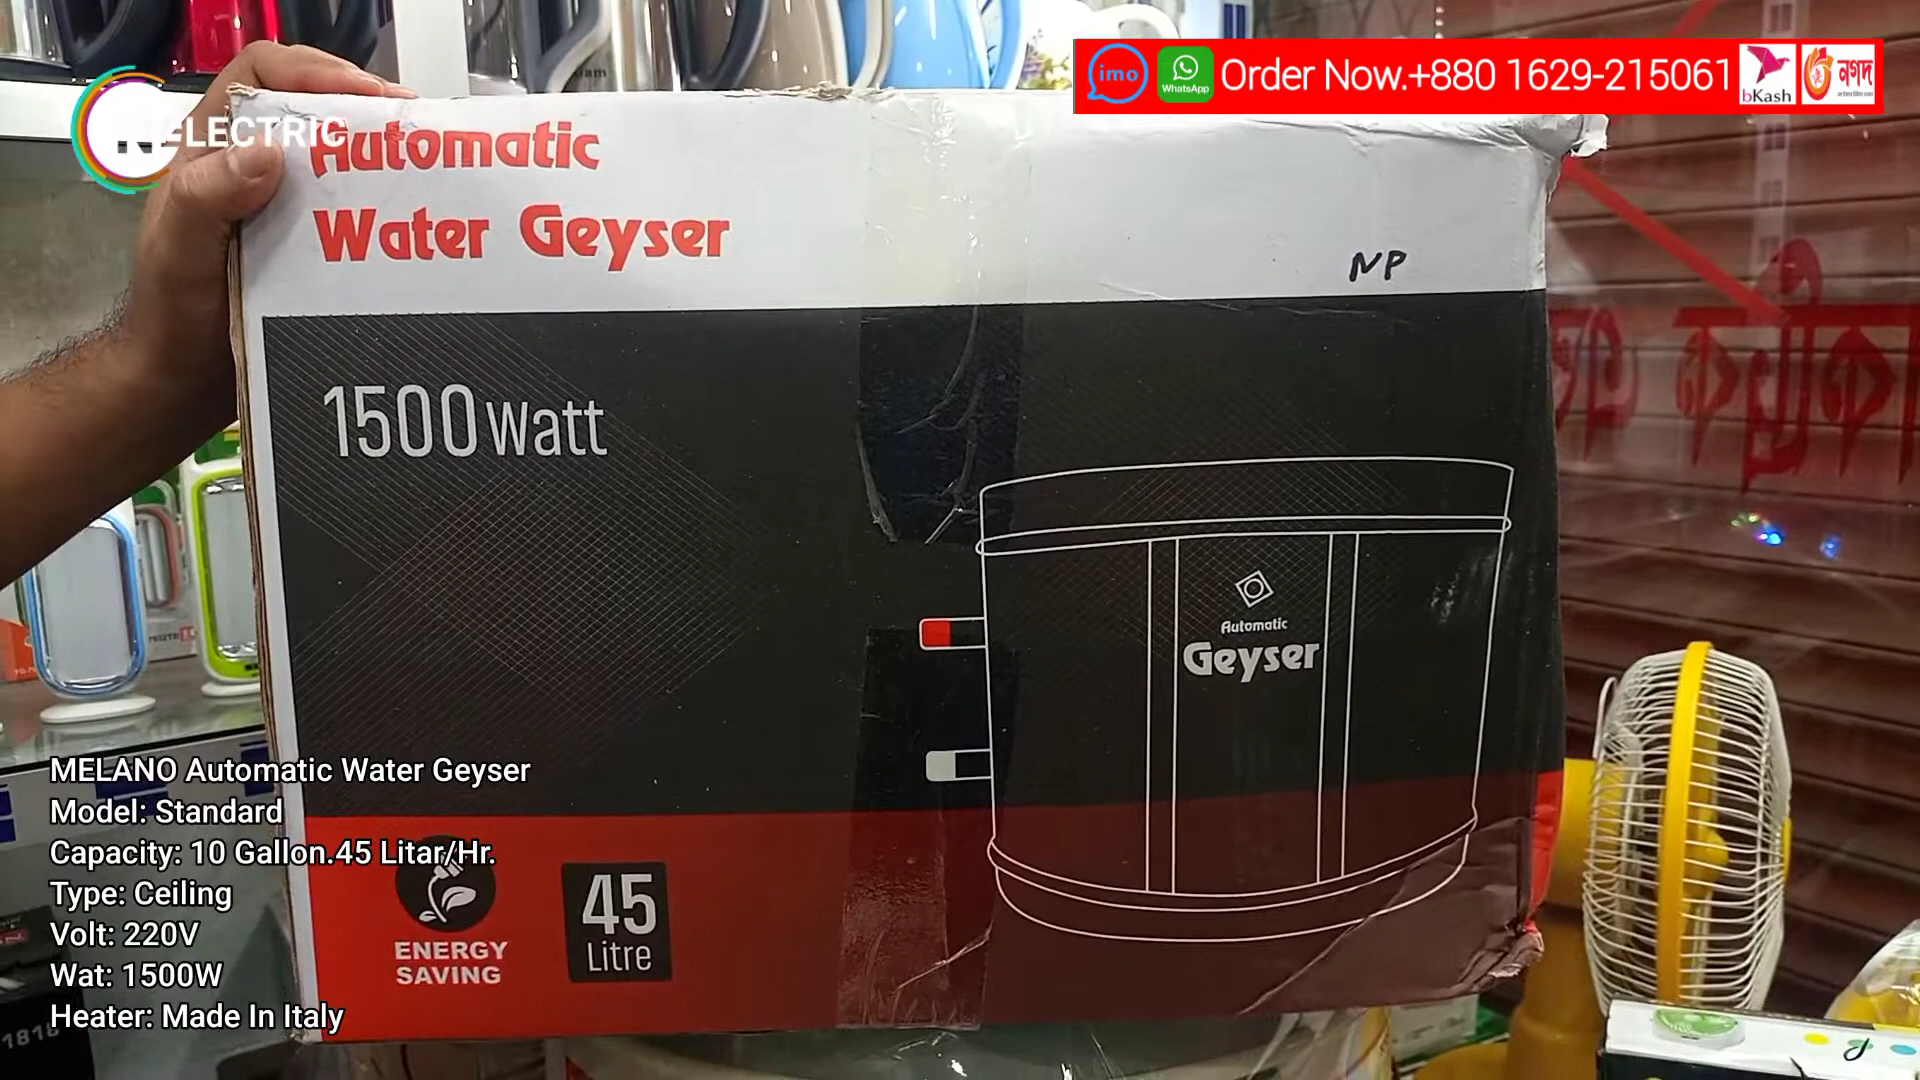 imo
WhatsApp
Order Now.+880 1629-215061
bKash
নগদ
ELECTRIC
Automatic
Water Geyser
NP
1500 Watt
Automatic
Geyser
MELANO Automatic Water Geyser
Model: Standard
Capacity: 10 Gallon.45 Litar/Hr.
Type: Ceiling
Volt: 220V
Wat: 1500W
Heater: Made In Italy
ENERGY
SAVING
45
Litre
1818